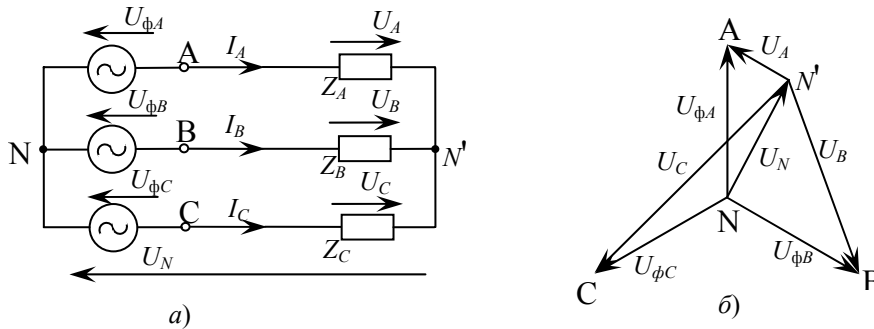 U_фA
U_A
A
I_A
Z_A
U_фB
U_B
B
I_B
N
Z_B
N'
U_фC
U_C
C
I_C
Z_C
U_N
а)
A
U_A
N'
U_фA
U_C
U_N
U_B
N
U_фC
U_фB
C
б)